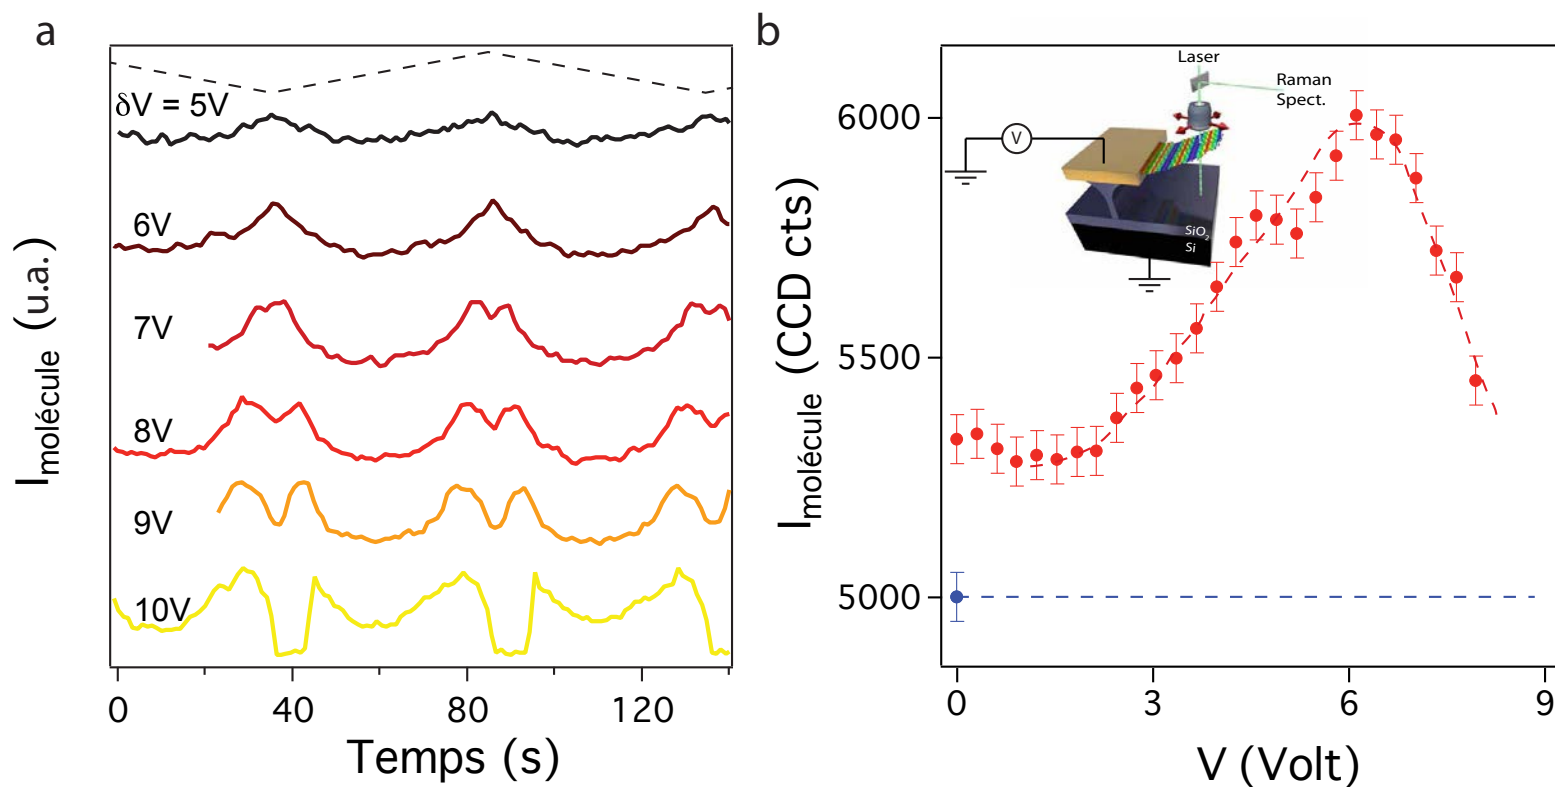 a
δV = 5V
6V
7V
8V
9V
10V
Imolécule (u.a.)
0
40
80
120
Temps (s)
b
6000
5500
5000
Imolécule (CCD cts)
Laser
Raman
Spect.
V
SiO2
Si
0
3
6
9
V (Volt)